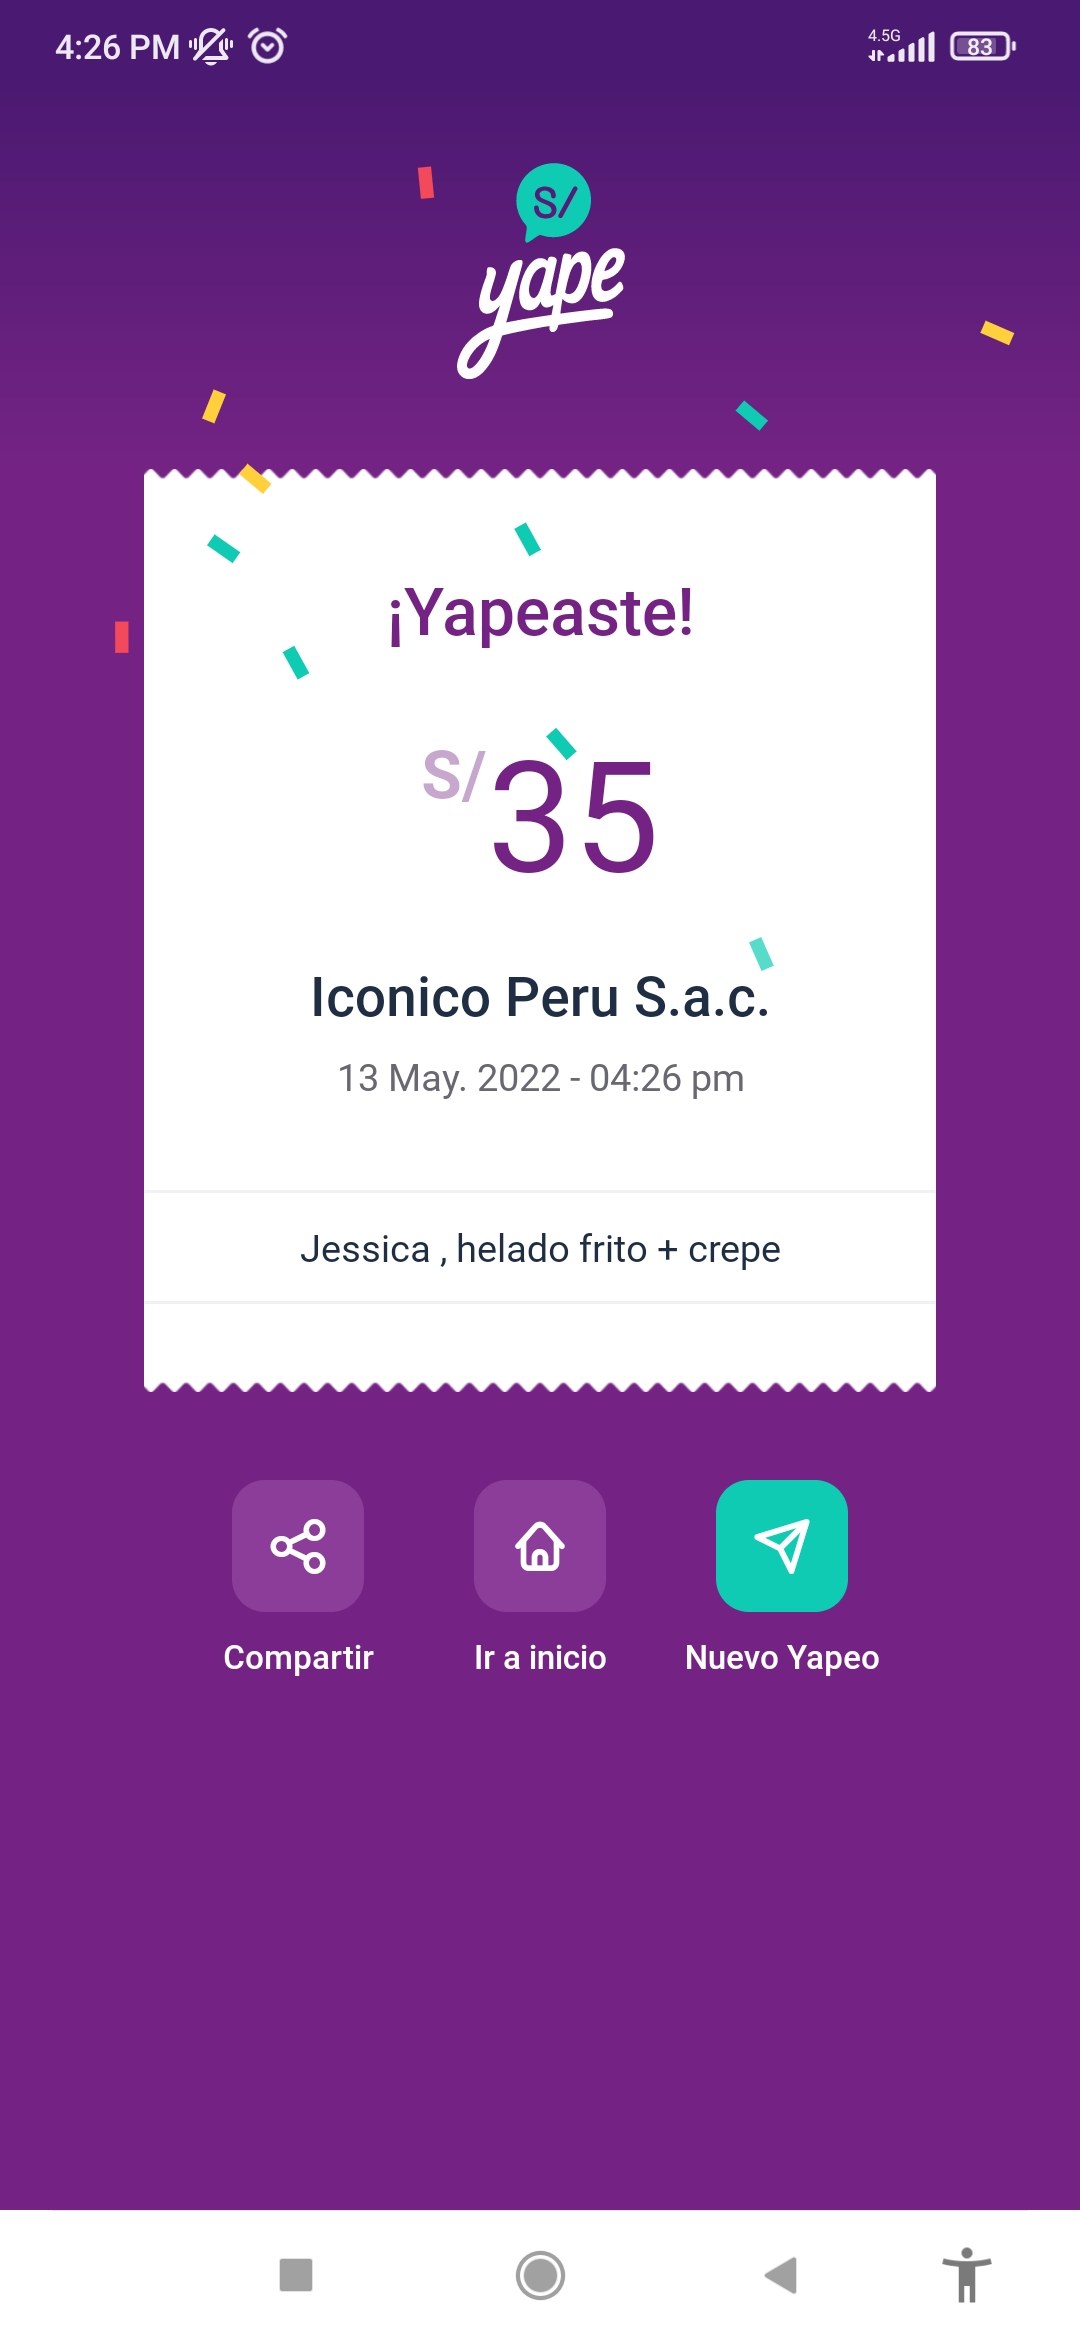 4:26 PM
4.5G
83
S/
yape
¡Yapeaste!
S/35
Iconico Peru S.a.c.
13 May. 2022 - 04:26 pm
Jessica , helado frito + crepe
Compartir
Ir a inicio
Nuevo Yapeo